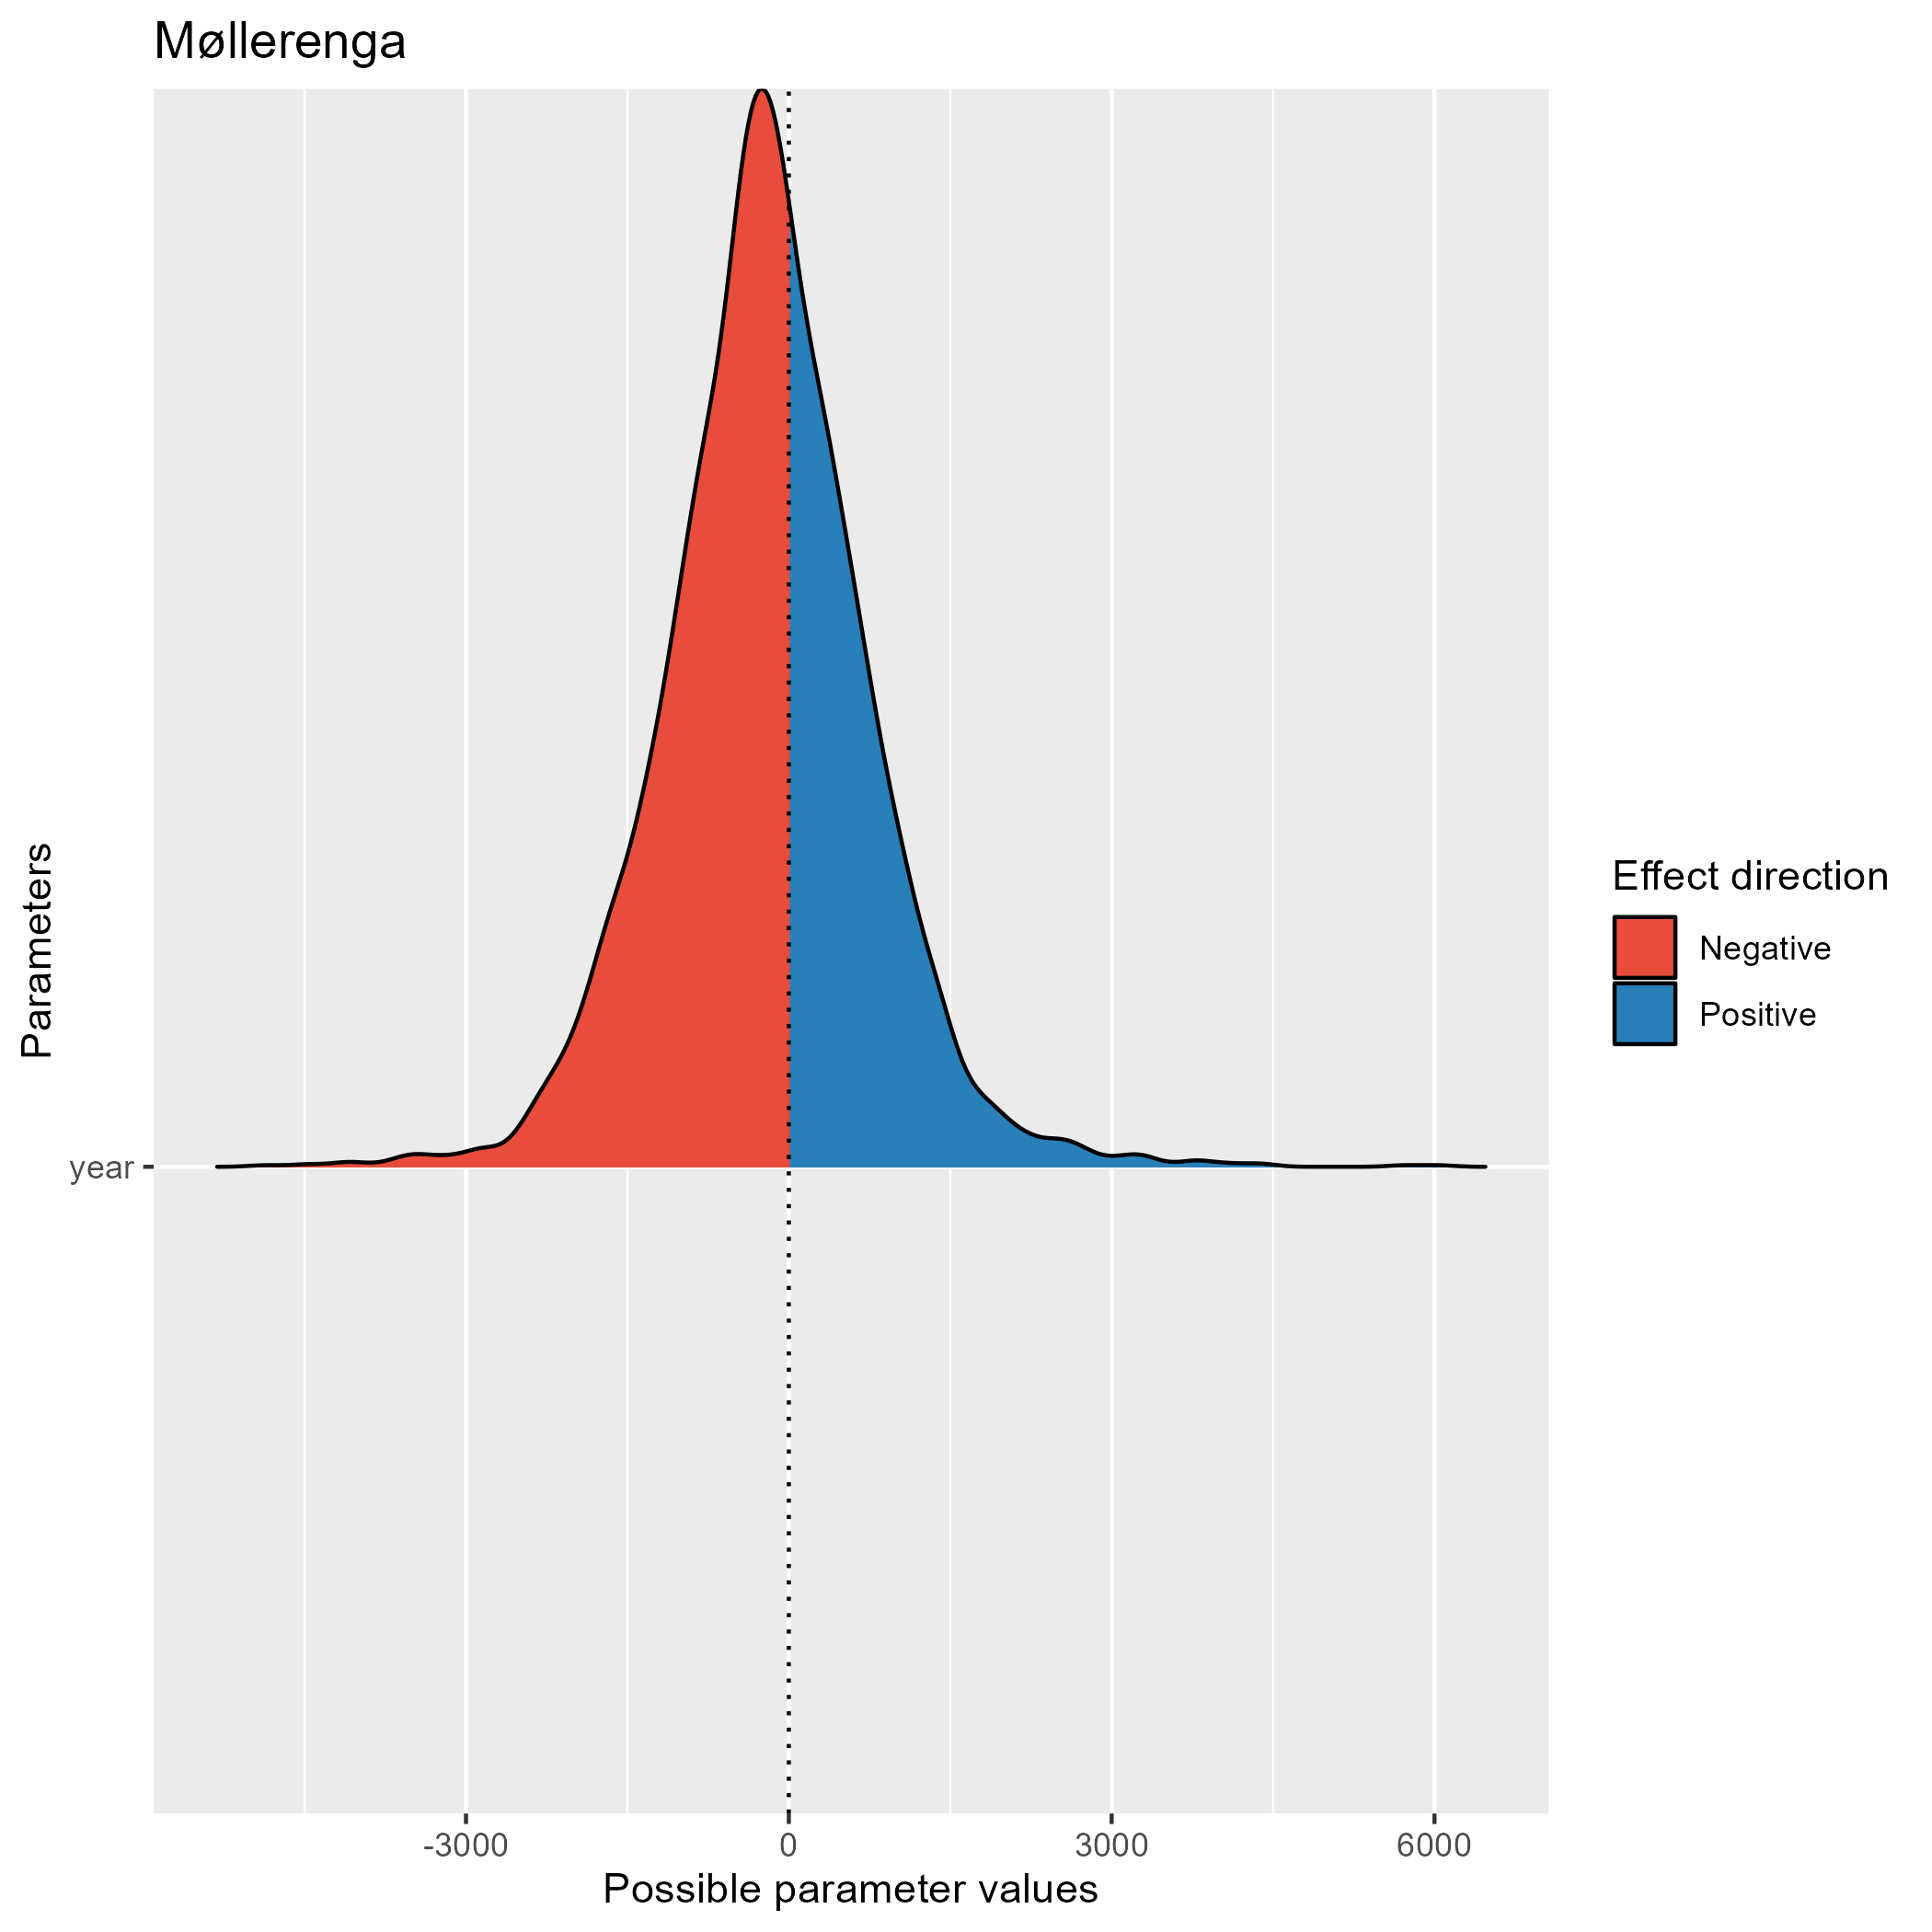 Møllerenga
Parameters
year
Effect direction
Negative
Positive
-3000
0
3000
6000
Possible parameter values